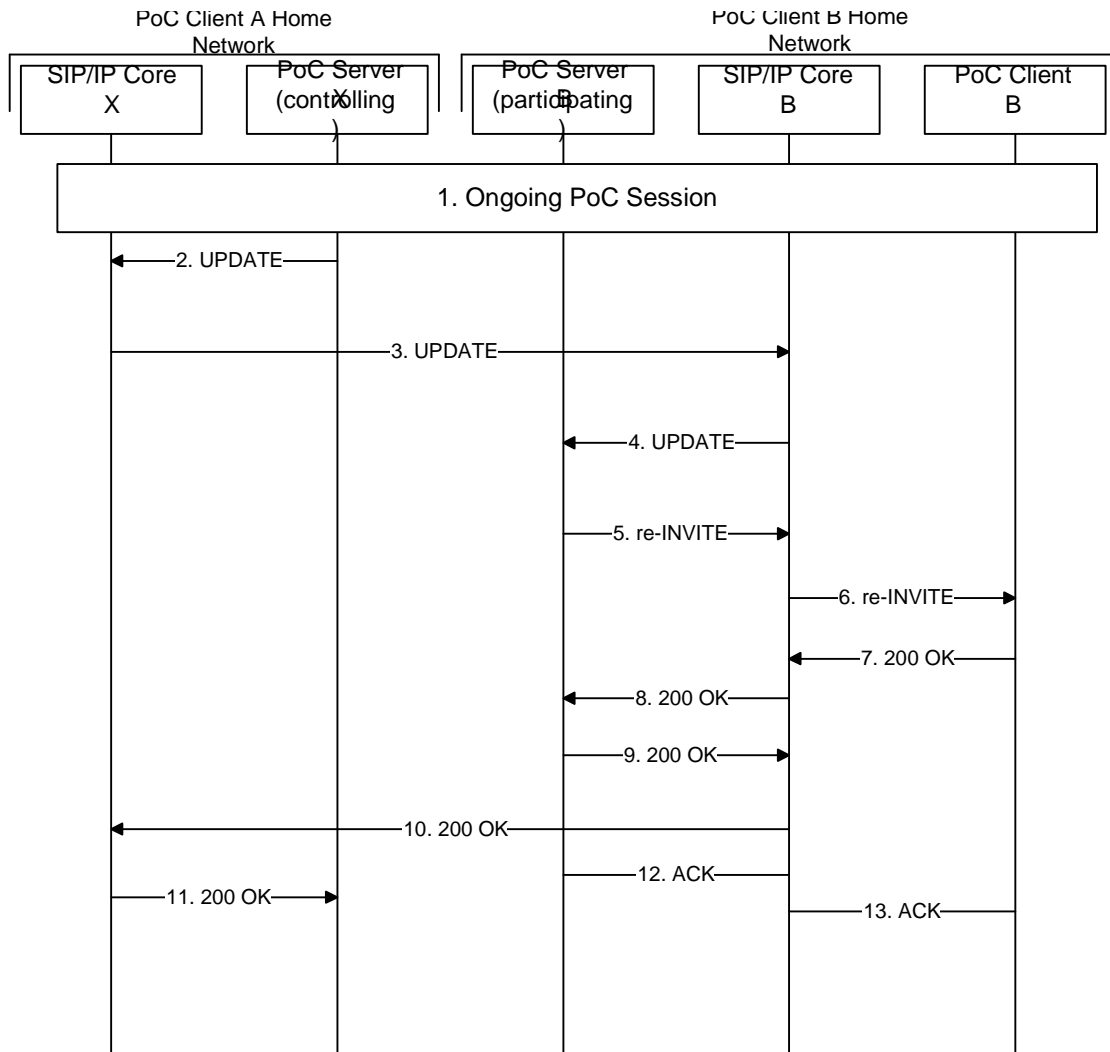 PoC Client A Home
Network
PoC Client B Home
Network
SIP/IP Core
X
PoC Server
X
(controlling
)
PoC Server
B
(participating
)
SIP/IP Core
B
PoC Client
B
1. Ongoing PoC Session
2. UPDATE
3. UPDATE
4. UPDATE
5. re-INVITE
6. re-INVITE
7. 200 OK
8. 200 OK
9. 200 OK
10. 200 OK
12. ACK
11. 200 OK
13. ACK